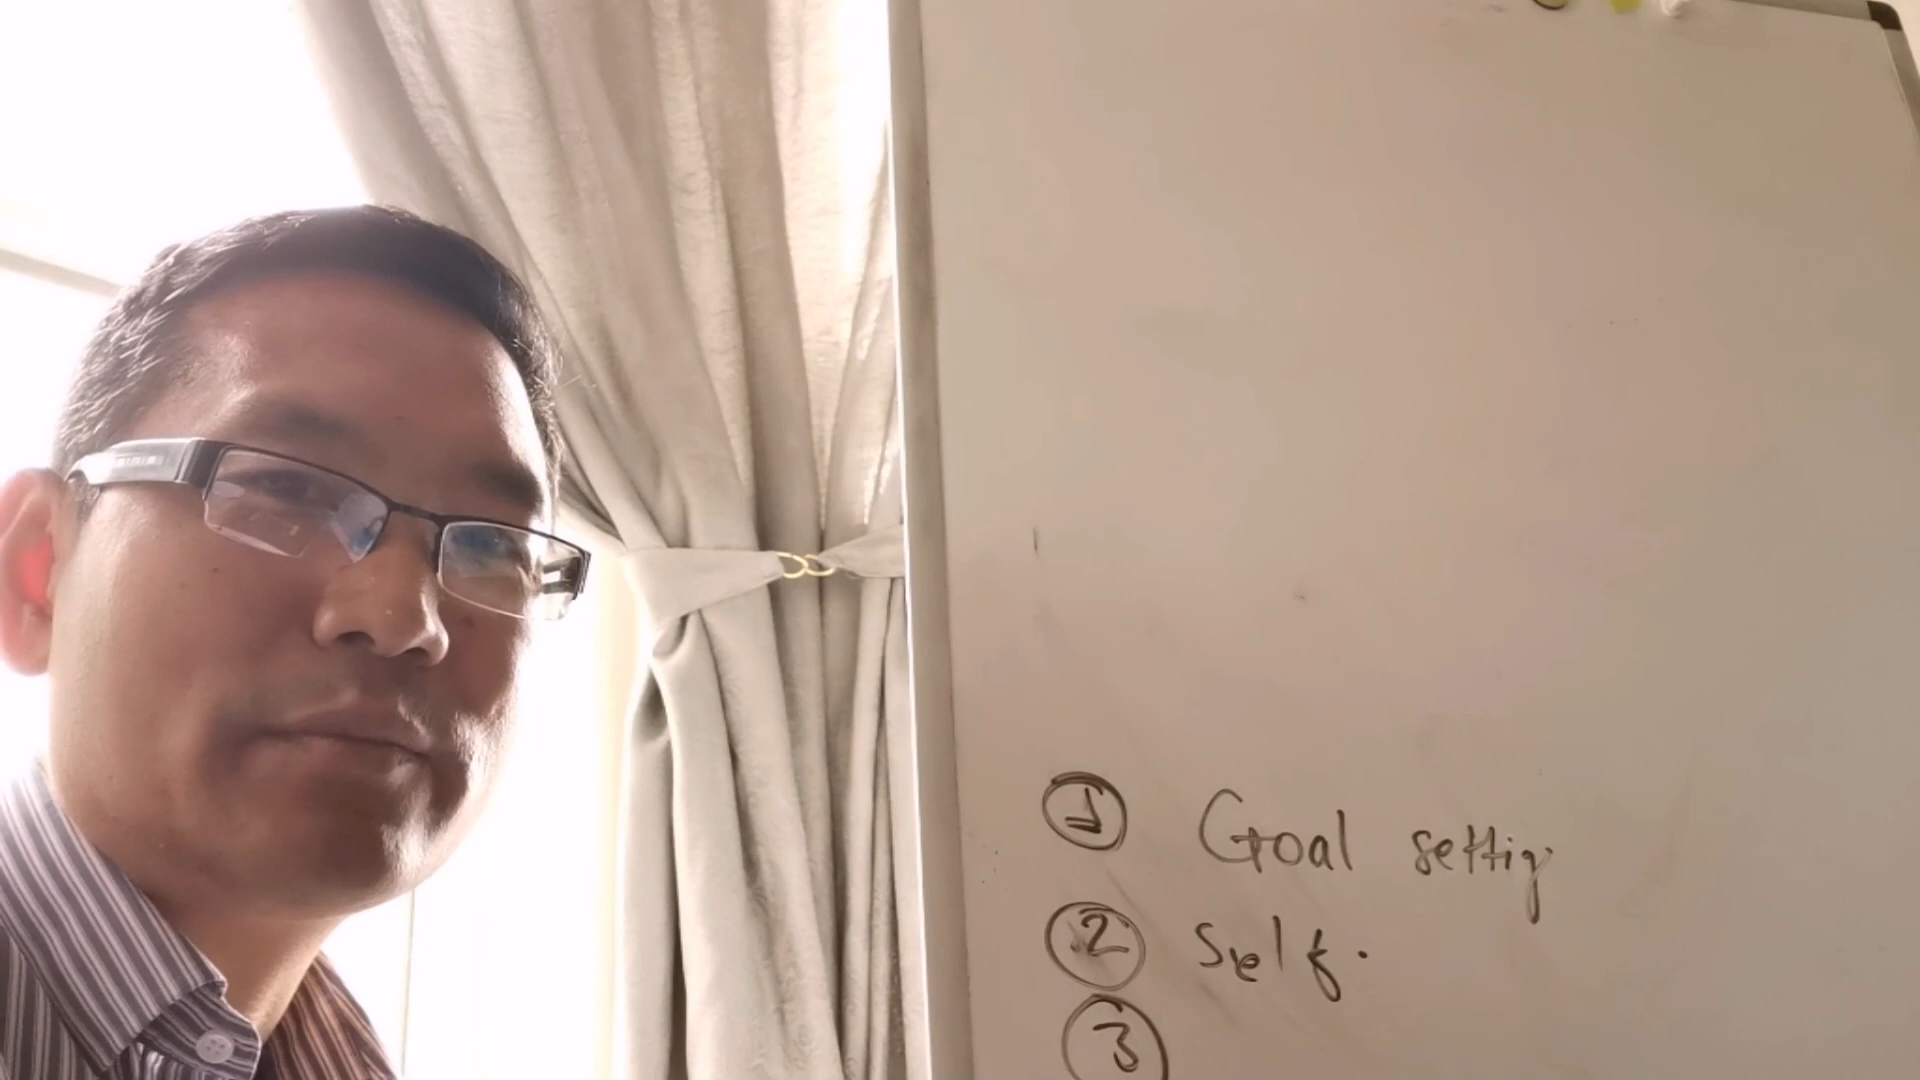 ① Goal settig
② Self.
③